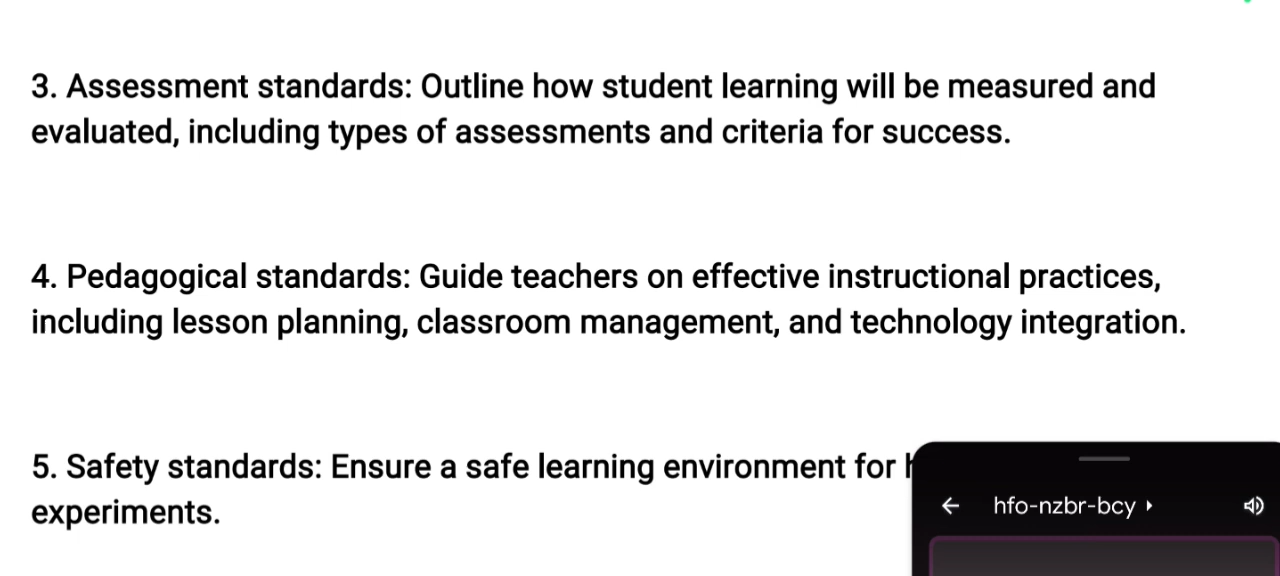 3. Assessment standards: Outline how student learning will be measured and
evaluated, including types of assessments and criteria for success.
4. Pedagogical standards: Guide teachers on effective instructional practices,
including lesson planning, classroom management, and technology integration.
5. Safety standards: Ensure a safe learning environment for
experiments.
hfo-nzbr-bcy